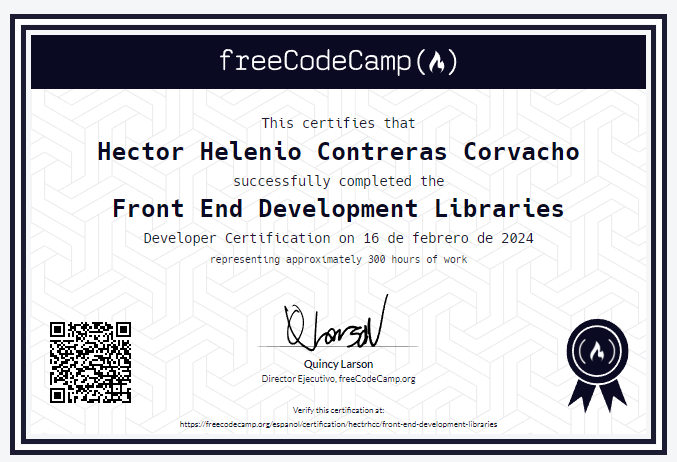 freeCodeCamp
This certifies that
Hector Helenio Contreras Corvacho
successfully completed the
Front End Development Libraries
Developer Certification on 16 de febrero de 2024
representing approximately 300 hours of work
Q Larson
Quincy Larson
Director Ejecutivo, freeCodeCamp.org
Verify this certification at:
https://freecodecamp.org/espanol/certification/hectrhcc/front-end-development-libraries